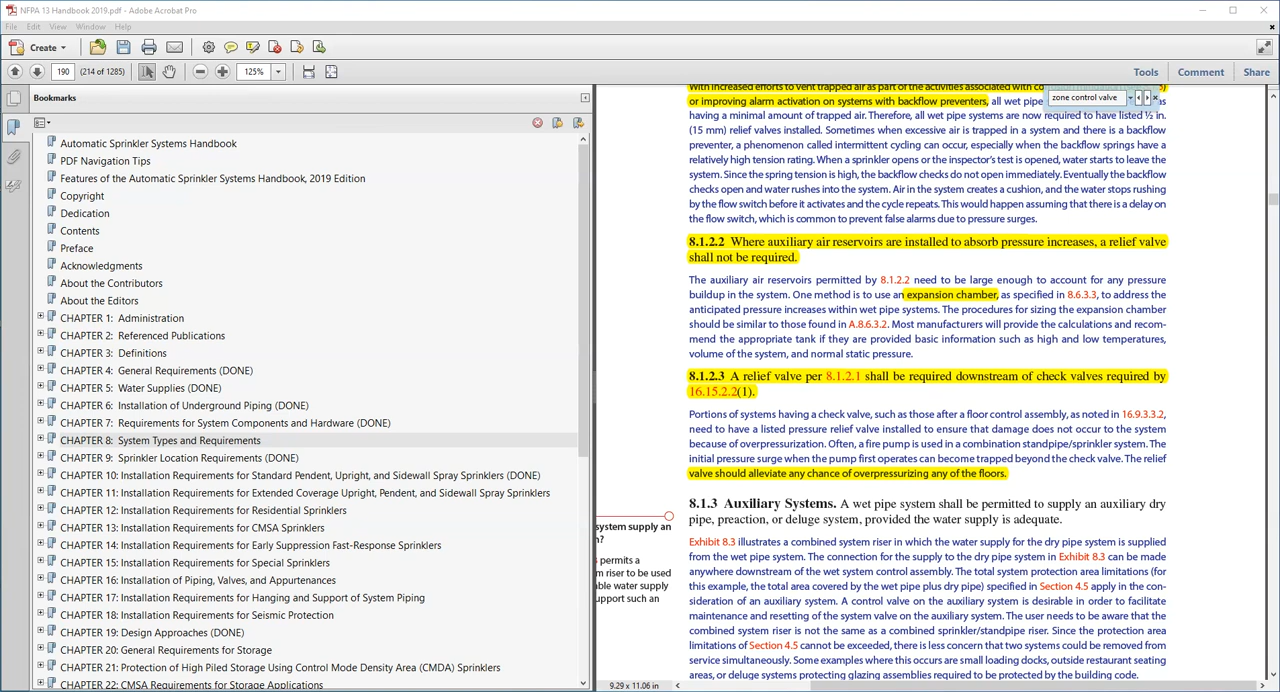 NFPA 13 Handbook 2019.pdf - Adobe Acrobat Pro
File Edit View Window Help
Create
190 (214 of 1285) 125% Tools Comment Share
Bookmarks
Automatic Sprinkler Systems Handbook
PDF Navigation Tips
Features of the Automatic Sprinkler Systems Handbook, 2019 Edition
Copyright
Dedication
Contents
Preface
Acknowledgments
About the Contributors
About the Editors
CHAPTER 1: Administration
CHAPTER 2: Referenced Publications
CHAPTER 3: Definitions
CHAPTER 4: General Requirements (DONE)
CHAPTER 5: Water Supplies (DONE)
CHAPTER 6: Installation of Underground Piping (DONE)
CHAPTER 7: Requirements for System Components and Hardware (DONE)
CHAPTER 8: System Types and Requirements
CHAPTER 9: Sprinkler Location Requirements (DONE)
CHAPTER 10: Installation Requirements for Standard Pendent, Upright, and Sidewall Spray Sprinklers (DONE)
CHAPTER 11: Installation Requirements for Extended Coverage Upright, Pendent, and Sidewall Spray Sprinklers
CHAPTER 12: Installation Requirements for Residential Sprinklers
CHAPTER 13: Installation Requirements for CMSA Sprinklers
CHAPTER 14: Installation Requirements for Early Suppression Fast-Response Sprinklers
CHAPTER 15: Installation Requirements for Special Sprinklers
CHAPTER 16: Installation of Piping, Valves, and Appurtenances
CHAPTER 17: Installation Requirements for Hanging and Support of System Piping
CHAPTER 18: Installation Requirements for Seismic Protection
CHAPTER 19: Design Approaches (DONE)
CHAPTER 20: General Requirements for Storage
CHAPTER 21: Protection of High Piled Storage Using Control Mode Density Area (CMDA) Sprinklers
CHAPTER 22: CMSA Requirements for Storage Applications
zone control valve
With increased efforts to vent trapped air as part of the activities associated with
or improving alarm activation on systems with backflow preventers, all wet pipe
having a minimal amount of trapped air. Therefore, all wet pipe systems are now required to have listed ½ in.
(15 mm) relief valves installed. Sometimes when excessive air is trapped in a system and there is a backflow
preventer, a phenomenon called intermittent cycling can occur, especially when the backflow springs have a
relatively high tension rating. When a sprinkler opens or the inspector's test is opened, water starts to leave the
system. Since the spring tension is high, the backflow checks do not open immediately. Eventually the backflow
checks open and water rushes into the system. Air in the system creates a cushion, and the water stops rushing
by the flow switch before it activates and the cycle repeats. This would happen assuming that there is a delay on
the flow switch, which is common to prevent false alarms due to pressure surges.
8.1.2.2 Where auxiliary air reservoirs are installed to absorb pressure increases, a relief valve
shall not be required.
The auxiliary air reservoirs permitted by 8.1.2.2 need to be large enough to account for any pressure
buildup in the system. One method is to use an expansion chamber, as specified in 8.6.3.3, to address the
anticipated pressure increases within wet pipe systems. The procedures for sizing the expansion chamber
should be similar to those found in A.8.6.3.2. Most manufacturers will provide the calculations and recom-
mend the appropriate tank if they are provided basic information such as high and low temperatures,
volume of the system, and normal static pressure.
8.1.2.3 A relief valve per 8.1.2.1 shall be required downstream of check valves required by
16.15.2.2(1).
Portions of systems having a check valve, such as those after a floor control assembly, as noted in 16.9.3.3.2,
need to have a listed pressure relief valve installed to ensure that damage does not occur to the system
because of overpressurization. Often, a fire pump is used in a combination standpipe/sprinkler system. The
initial pressure surge when the pump first operates can become trapped beyond the check valve. The relief
valve should alleviate any chance of overpressurizing any of the floors.
8.1.3 Auxiliary Systems. A wet pipe system shall be permitted to supply an auxiliary dry
pipe, preaction, or deluge system, provided the water supply is adequate.
Exhibit 8.3 illustrates a combined system riser in which the water supply for the dry pipe system is supplied
from the wet pipe system. The connection for the supply to the dry pipe system in Exhibit 8.3 can be made
anywhere downstream of the wet system control assembly. The total system protection area limitations (for
this example, the total area covered by the wet pipe plus dry pipe) specified in Section 4.5 apply in the con-
sideration of an auxiliary system. A control valve on the auxiliary system is desirable in order to facilitate
maintenance and resetting of the system valve on the auxiliary system. The user needs to be aware that the
combined system riser is not the same as a combined sprinkler/standpipe riser. Since the protection area
limitations of Section 4.5 cannot be exceeded, there is less concern that two systems could be removed from
service simultaneously. Some examples where this occurs are small loading docks, outside restaurant seating
areas, or deluge systems protecting glazing assemblies required to be protected by the building code.
system supply an
n?
permits a
m riser to be used
ble water supply
upport such an
9.29 x 11.06 in